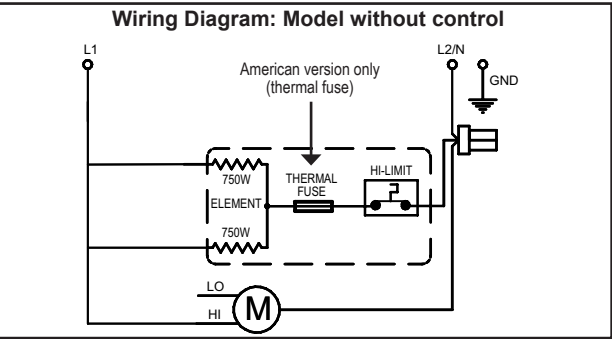 Wiring Diagram: Model without control
L1
L2/N
GND
American version only
(thermal fuse)
750W
ELEMENT
THERMAL
FUSE
HI-LIMIT
750W
LO
HI
M